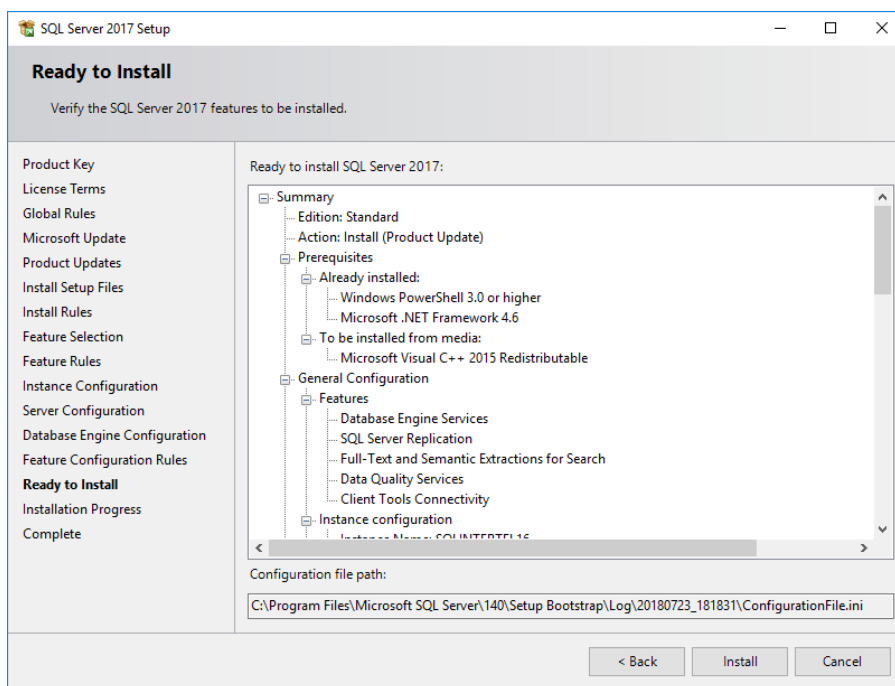 SQL Server 2017 Setup
Ready to Install
Verify the SQL Server 2017 features to be installed.
Product Key
License Terms
Global Rules
Microsoft Update
Product Updates
Install Setup Files
Install Rules
Feature Selection
Feature Rules
Instance Configuration
Server Configuration
Database Engine Configuration
Feature Configuration Rules
Ready to Install
Installation Progress
Complete
Ready to install SQL Server 2017:
Summary
Edition: Standard
Action: Install (Product Update)
Prerequisites
Already installed:
Windows PowerShell 3.0 or higher
Microsoft .NET Framework 4.6
To be installed from media:
Microsoft Visual C++ 2015 Redistributable
General Configuration
Features
Database Engine Services
SQL Server Replication
Full-Text and Semantic Extractions for Search
Data Quality Services
Client Tools Connectivity
Instance configuration
Instance Name:
Configuration file path:
C:\Program Files\Microsoft SQL Server\140\Setup Bootstrap\Log\20180723_181831\ConfigurationFile.ini
< Back
Install
Cancel